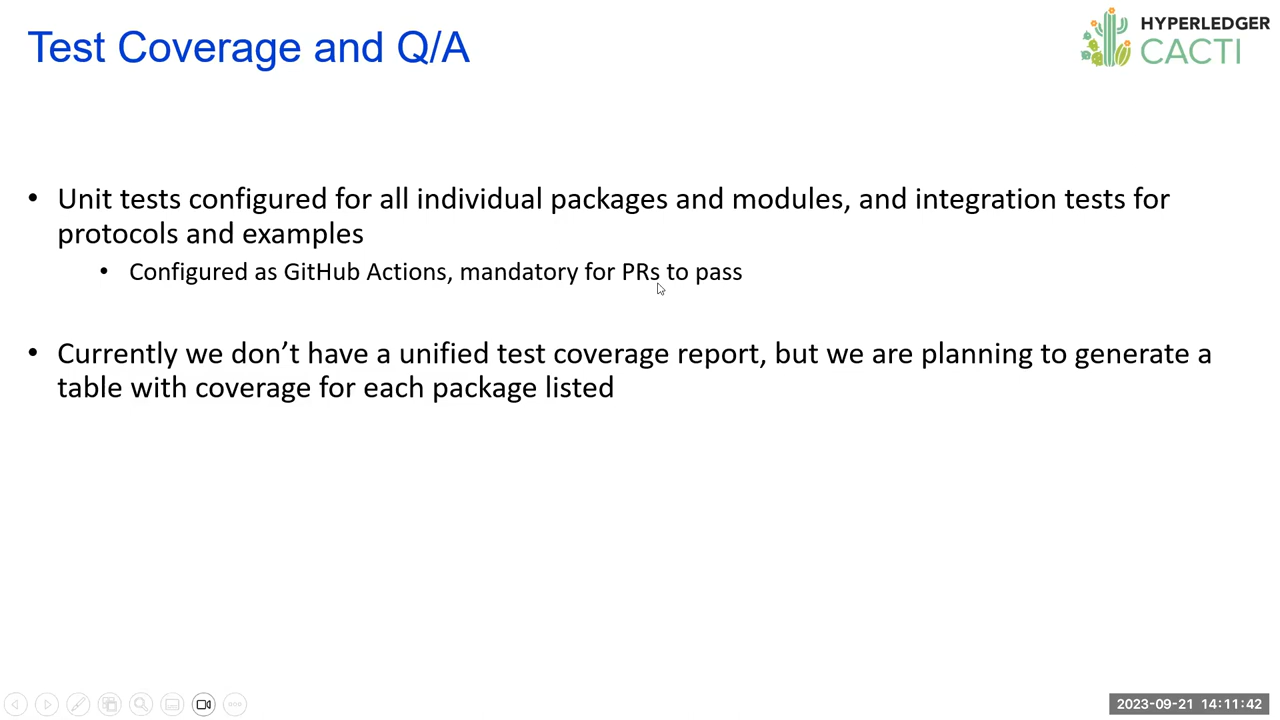 Test Coverage and Q/A
HYPERLEDGER
CACTI
• Unit tests configured for all individual packages and modules, and integration tests for
protocols and examples
• Configured as GitHub Actions, mandatory for PRs to pass
• Currently we don’t have a unified test coverage report, but we are planning to generate a
table with coverage for each package listed
2023-09-21 14:11:42